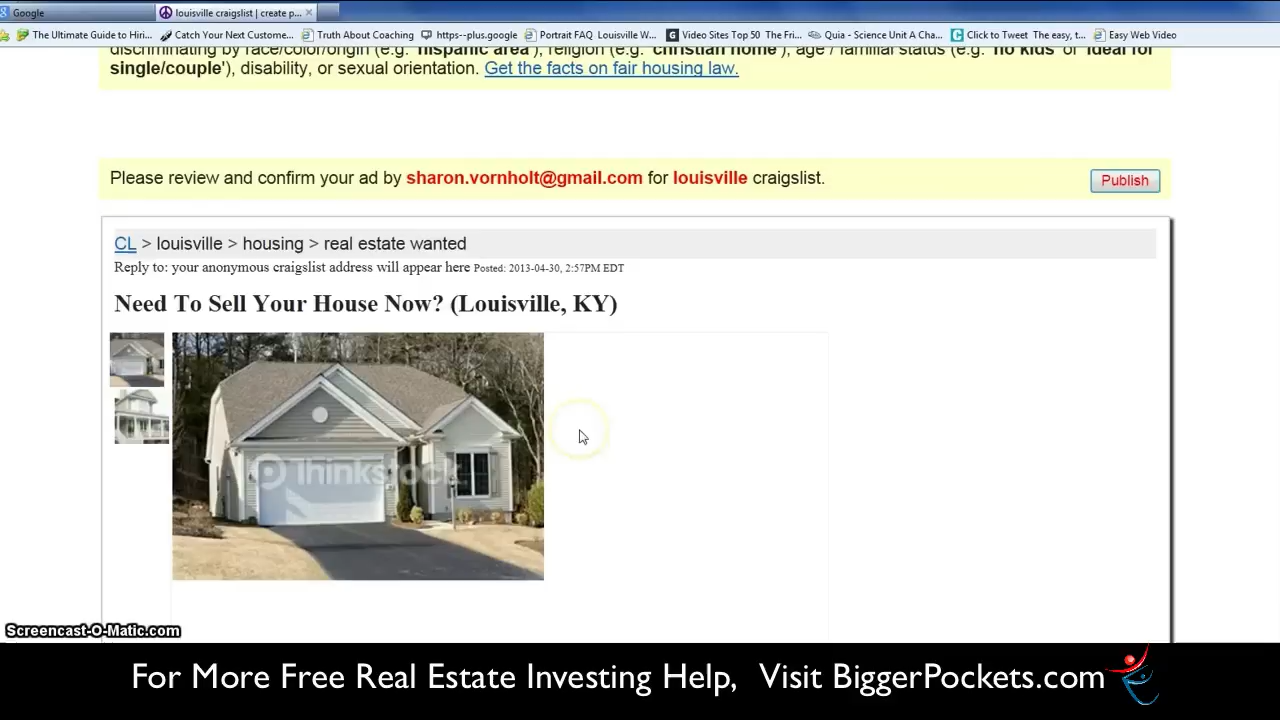 Google
louisville craigslist | create p... ×
The Ultimate Guide to Hiri... Catch Your Next Custome... Truth About Coaching https--plus.google Portrait FAQ Louisville W... Video Sites Top 50 The Fri... Quia - Science Unit A Cha... Click to Tweet The easy, t... Easy Web Video
discriminating by race/color/origin (e.g. 'hispanic area'), religion (e.g. 'christian home'), age / familial status (e.g. 'no kids' or 'ideal for
single/couple'), disability, or sexual orientation. Get the facts on fair housing law.
Please review and confirm your ad by sharon.vornholt@gmail.com for louisville craigslist.
Publish
CL > louisville > housing > real estate wanted
Reply to: your anonymous craigslist address will appear here Posted: 2013-04-30, 2:57PM EDT
Need To Sell Your House Now? (Louisville, KY)
Thinkstock
Screencast-O-Matic.com
For More Free Real Estate Investing Help, Visit BiggerPockets.com